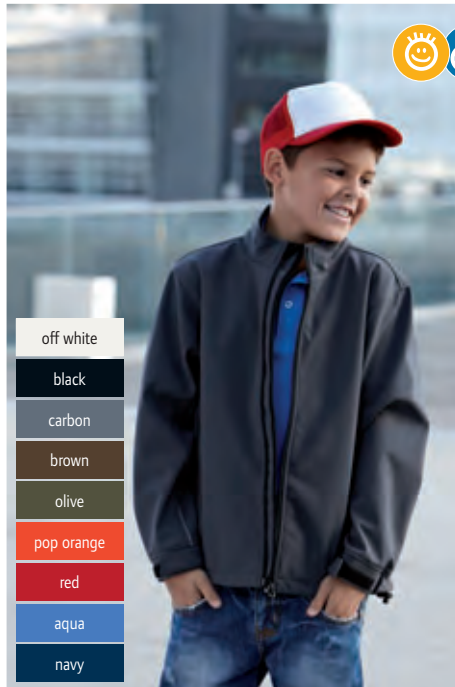 off white
black
carbon
brown
olive
pop orange
red
aqua
navy